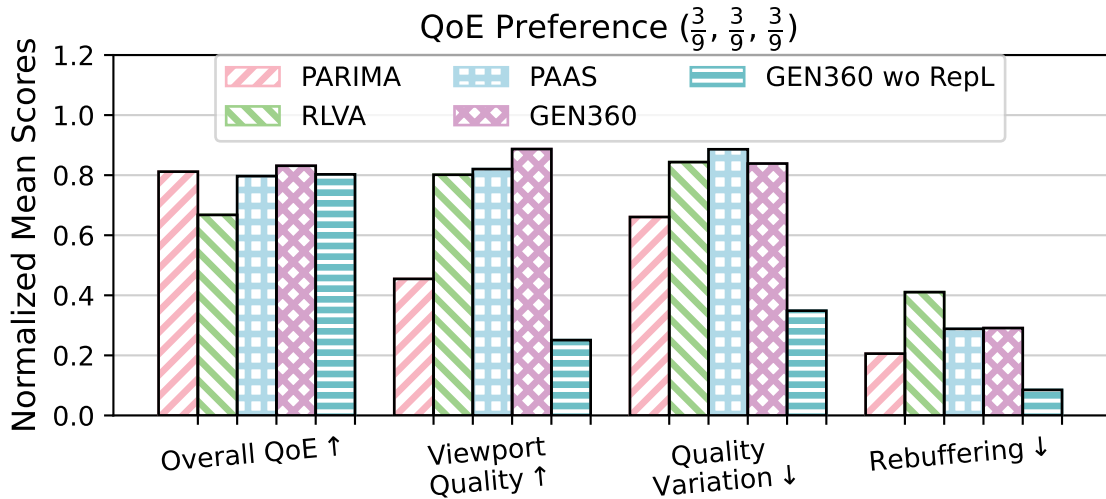 QoE Preference (3/9, 3/9, 3/9)
Normalized Mean Scores
1.2
1.0
0.8
0.6
0.4
0.2
0.0
PARIMA
RLVA
PAAS
GEN360
GEN360 wo RepL
Overall QoE ↑
Viewport
Quality ↑
Quality
Variation ↓
Rebuffering ↓